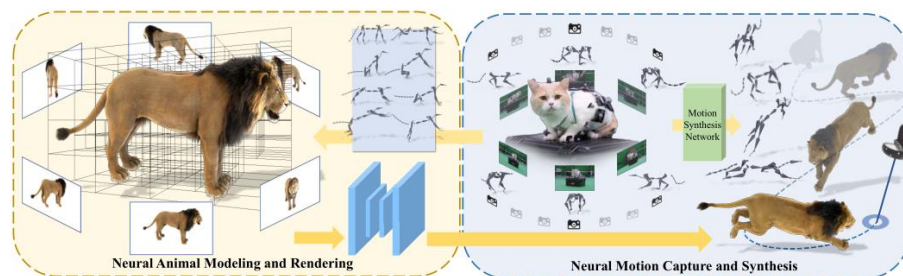 Motion
Synthesis
Network
Neural Animal Modeling and Rendering
Neural Motion Capture and Synthesis